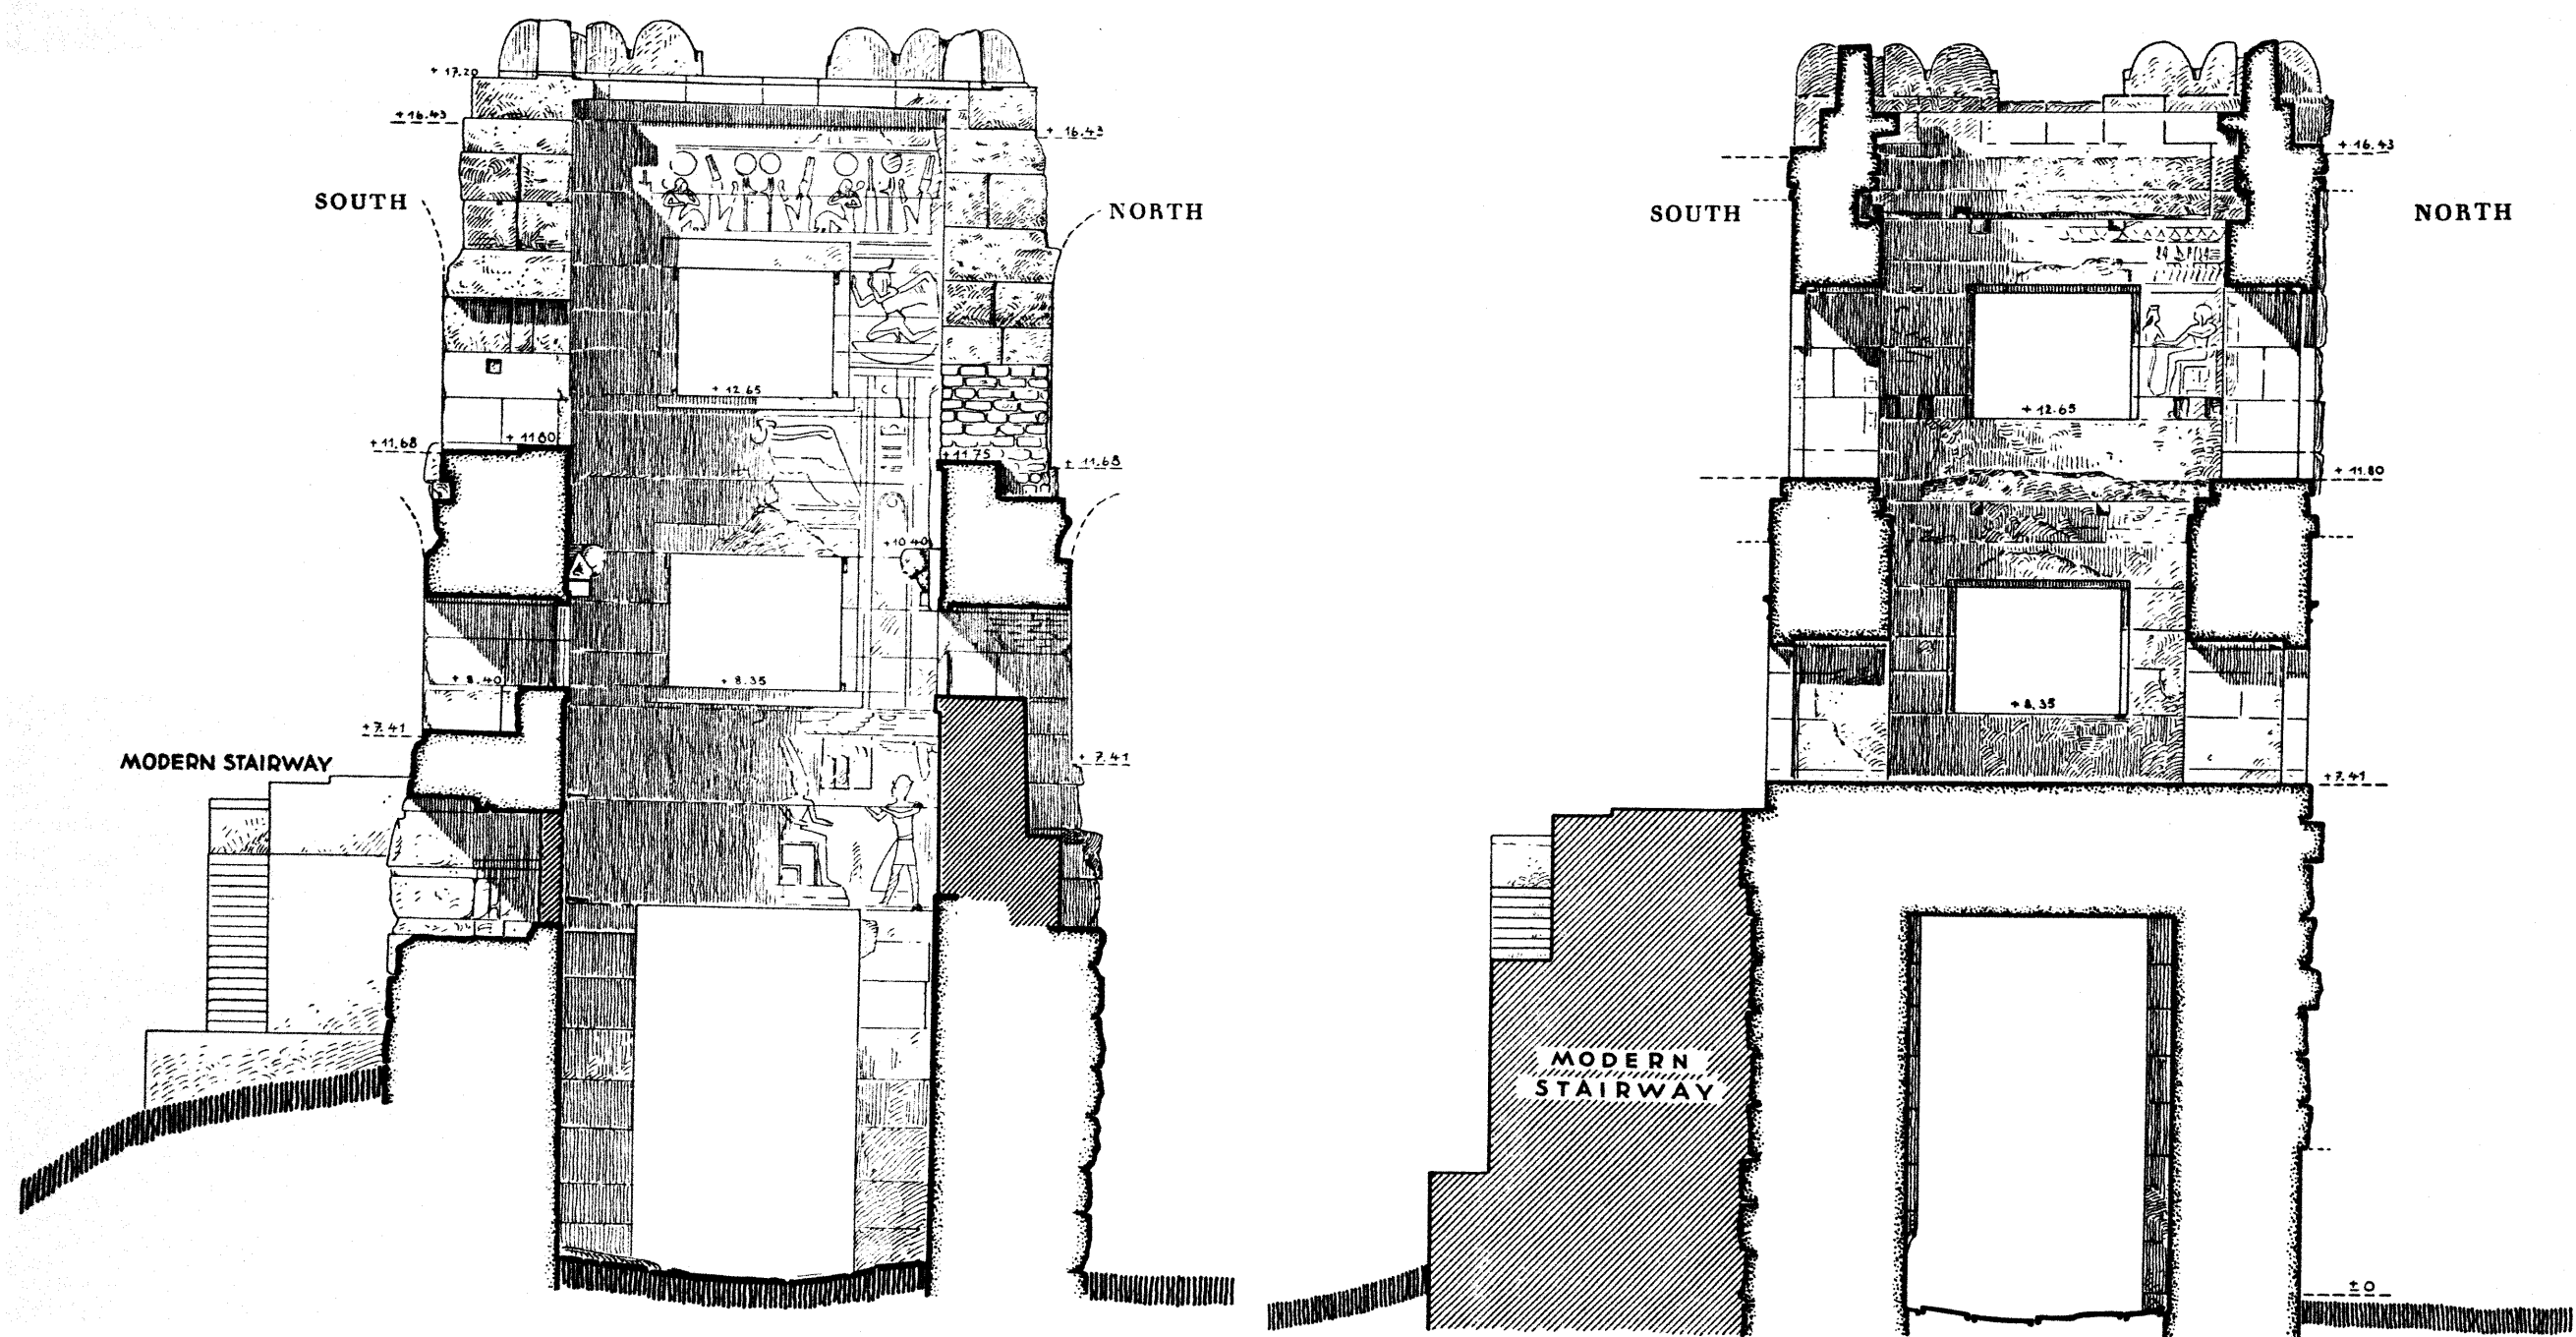 + 17.20
+ 16.43
+ 16.43
SOUTH
NORTH
+ 12.65
+ 11.68
+ 11 80
+ 11 75
+ 11.68
+ 10 40
+ 8.40
+ 8.35
+ 7.41
+ 7.41
MODERN STAIRWAY
+ 16.43
SOUTH
NORTH
+ 12.65
+ 11.80
+ 8.35
+ 7.41
MODERN
STAIRWAY
± 0